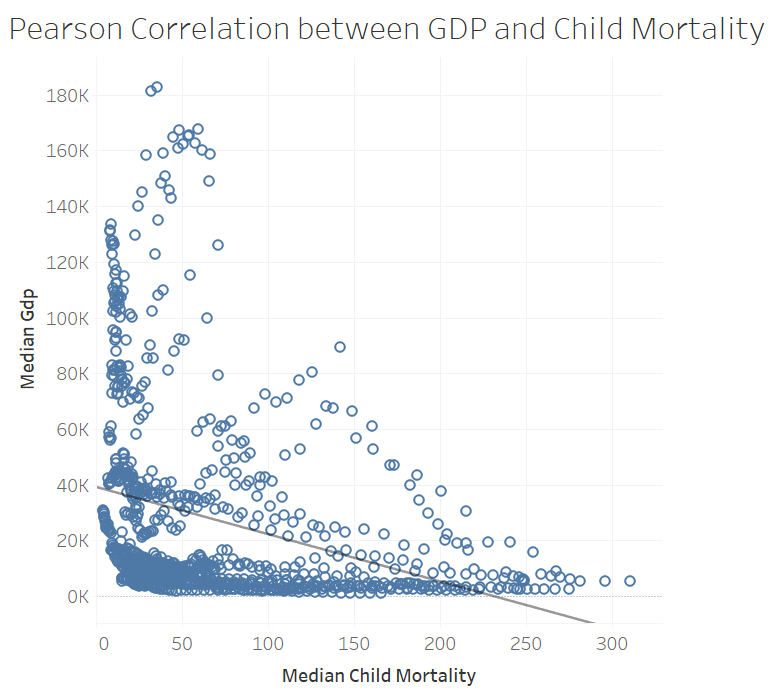 Pearson Correlation between GDP and Child Mortality
180K
160K
140K
120K
100K
80K
60K
40K
20K
0K
Median Gdp
0 50 100 150 200 250 300
Median Child Mortality